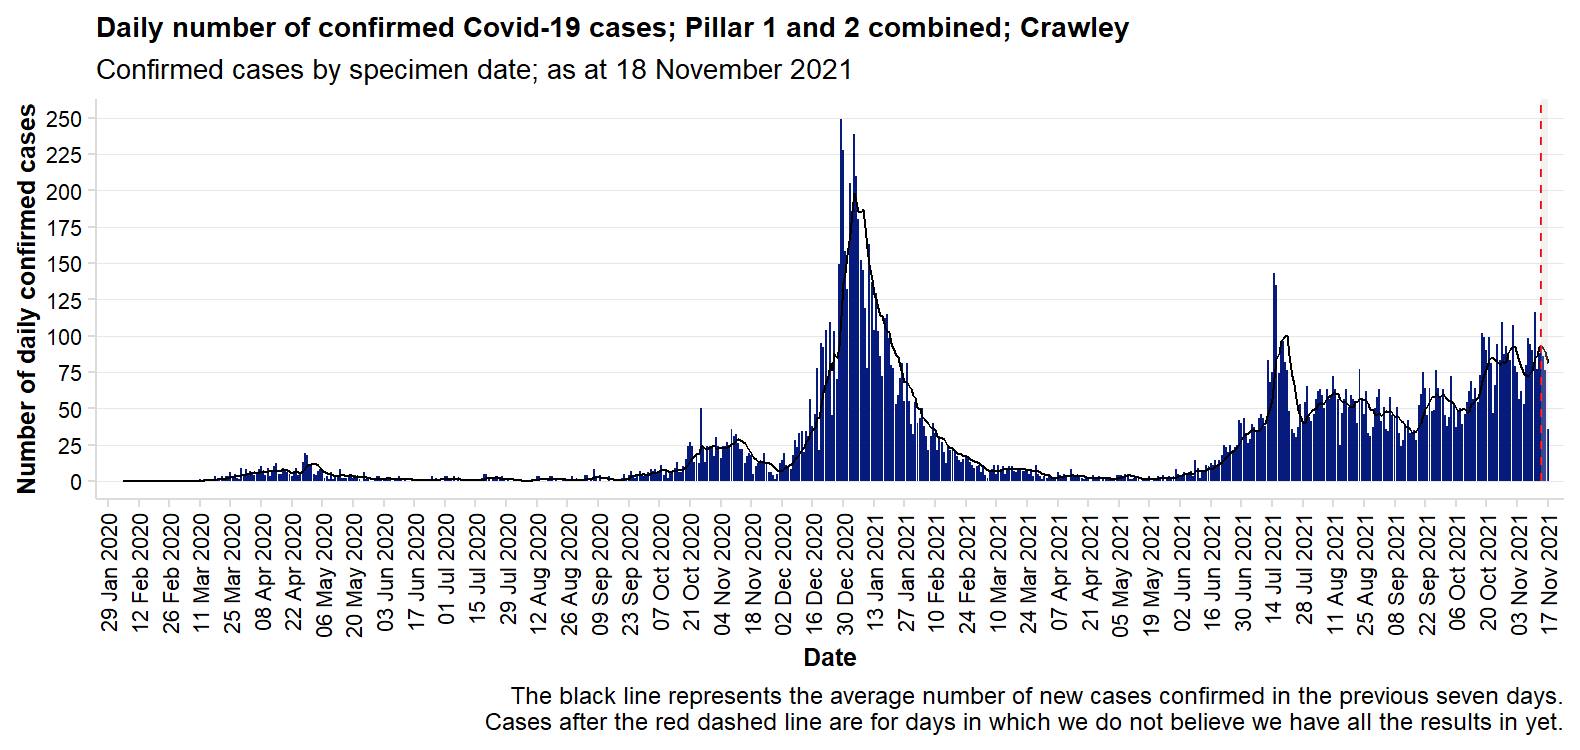 Daily number of confirmed Covid-19 cases; Pillar 1 and 2 combined; Crawley
Confirmed cases by specimen date; as at 18 November 2021
Number of daily confirmed cases
250
225
200
175
150
125
100
75
50
25
0
29 Jan 2020
12 Feb 2020
26 Feb 2020
11 Mar 2020
25 Mar 2020
08 Apr 2020
22 Apr 2020
06 May 2020
20 May 2020
03 Jun 2020
17 Jun 2020
01 Jul 2020
15 Jul 2020
29 Jul 2020
12 Aug 2020
26 Aug 2020
09 Sep 2020
23 Sep 2020
07 Oct 2020
21 Oct 2020
04 Nov 2020
18 Nov 2020
02 Dec 2020
16 Dec 2020
30 Dec 2020
13 Jan 2021
27 Jan 2021
10 Feb 2021
24 Feb 2021
10 Mar 2021
24 Mar 2021
07 Apr 2021
21 Apr 2021
05 May 2021
19 May 2021
02 Jun 2021
16 Jun 2021
30 Jun 2021
14 Jul 2021
28 Jul 2021
11 Aug 2021
25 Aug 2021
08 Sep 2021
22 Sep 2021
06 Oct 2021
20 Oct 2021
03 Nov 2021
17 Nov 2021
Date
The black line represents the average number of new cases confirmed in the previous seven days.
Cases after the red dashed line are for days in which we do not believe we have all the results in yet.